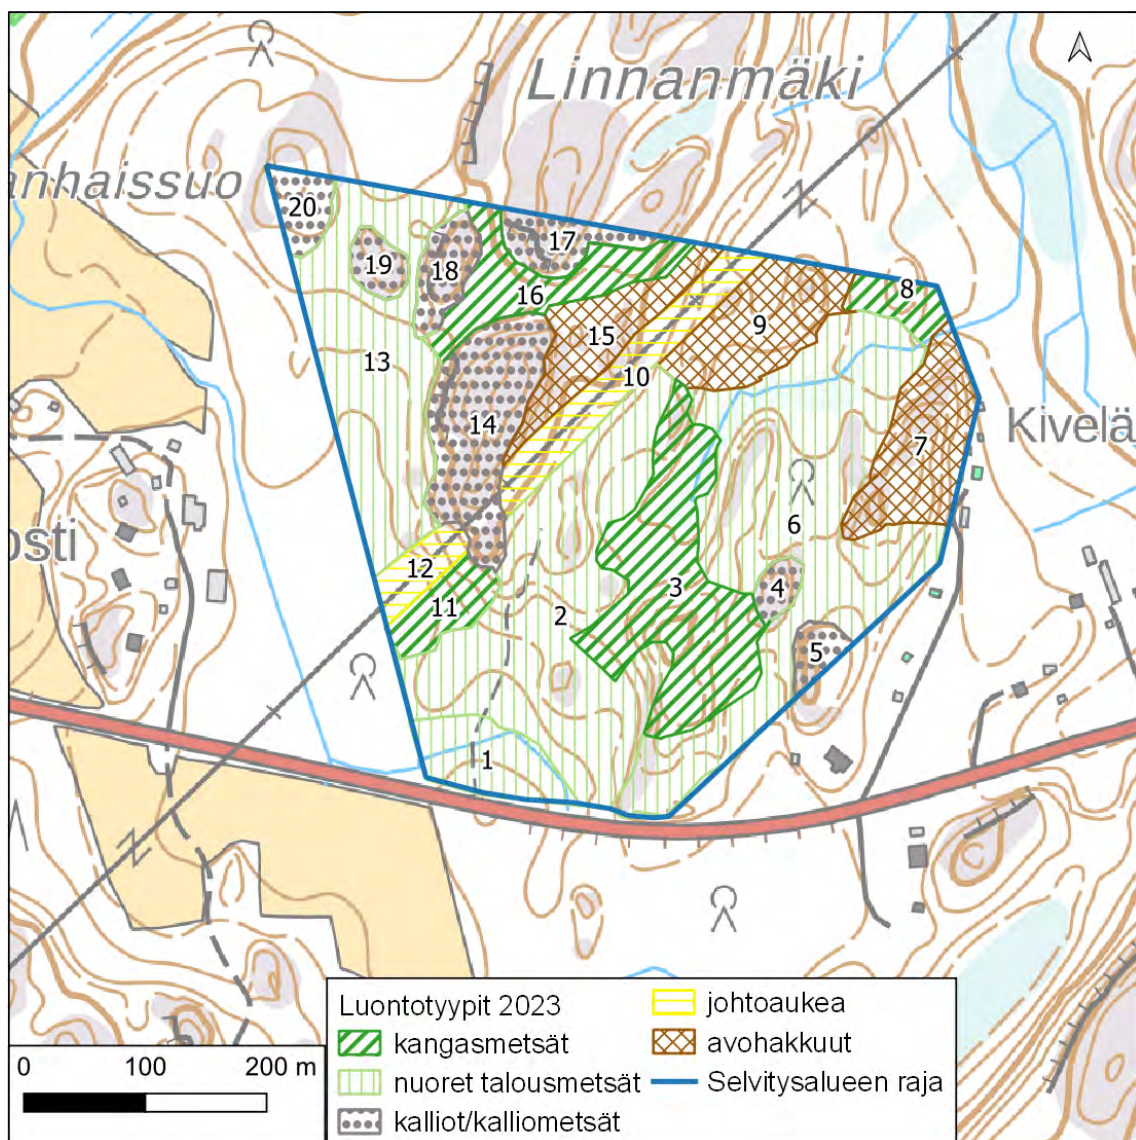 Linnanmäki
anhaissuo
20
17
19
18
8
16
9
15
13
10
14
7
Kivelä
6
osti
12
4
11
3
2
5
1
Luontotyypit 2023
kangasmetsät
nuoret talousmetsät
kalliot/kalliometsät
johtoaukea
avohakkuut
Selvitysalueen raja
0 100 200 m